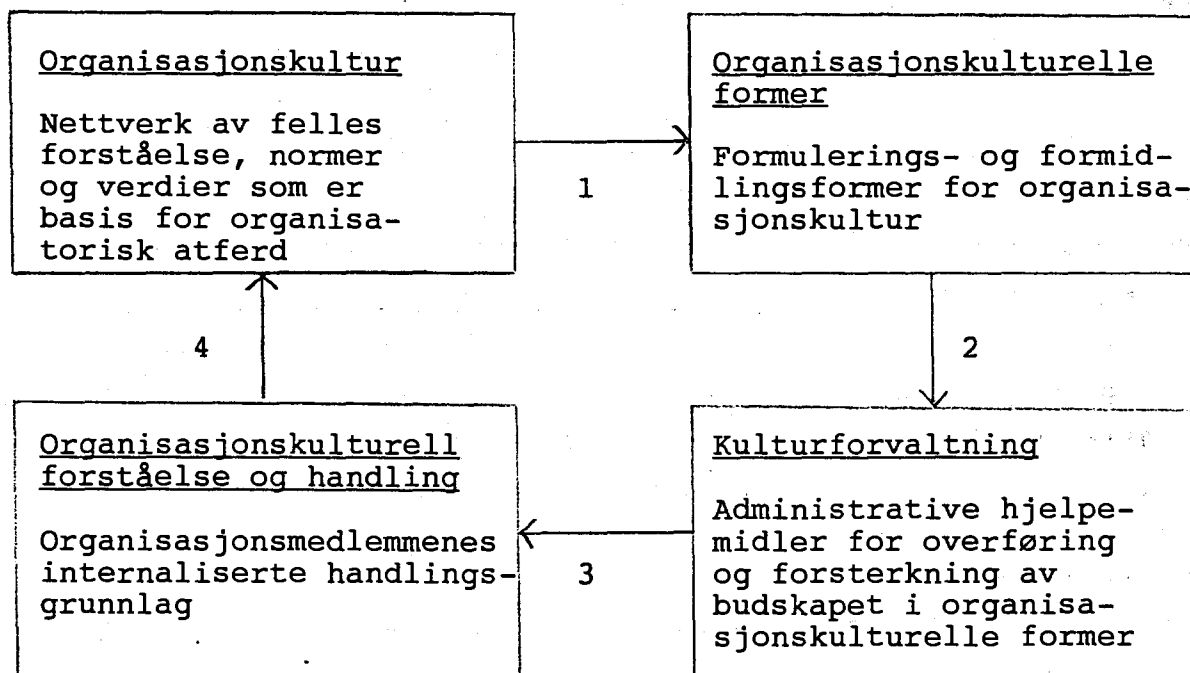 Organisasjonskultur
Nettverk av felles
forståelse, normer
og verdier som er
basis for organisa-
torisk atferd
1
Organisasjonskulturelle
former
Formulerings- og formid-
lingsformer for organisa-
sjonskultur
4
2
Organisasjonskulturell
forståelse og handling
Organisasjonsmedlemmenes
internaliserte handlings-
grunnlag
3
Kulturforvaltning
Administrative hjelpe-
midler for overføring
og forsterkning av
budskapet i organisa-
sjonskulturelle former